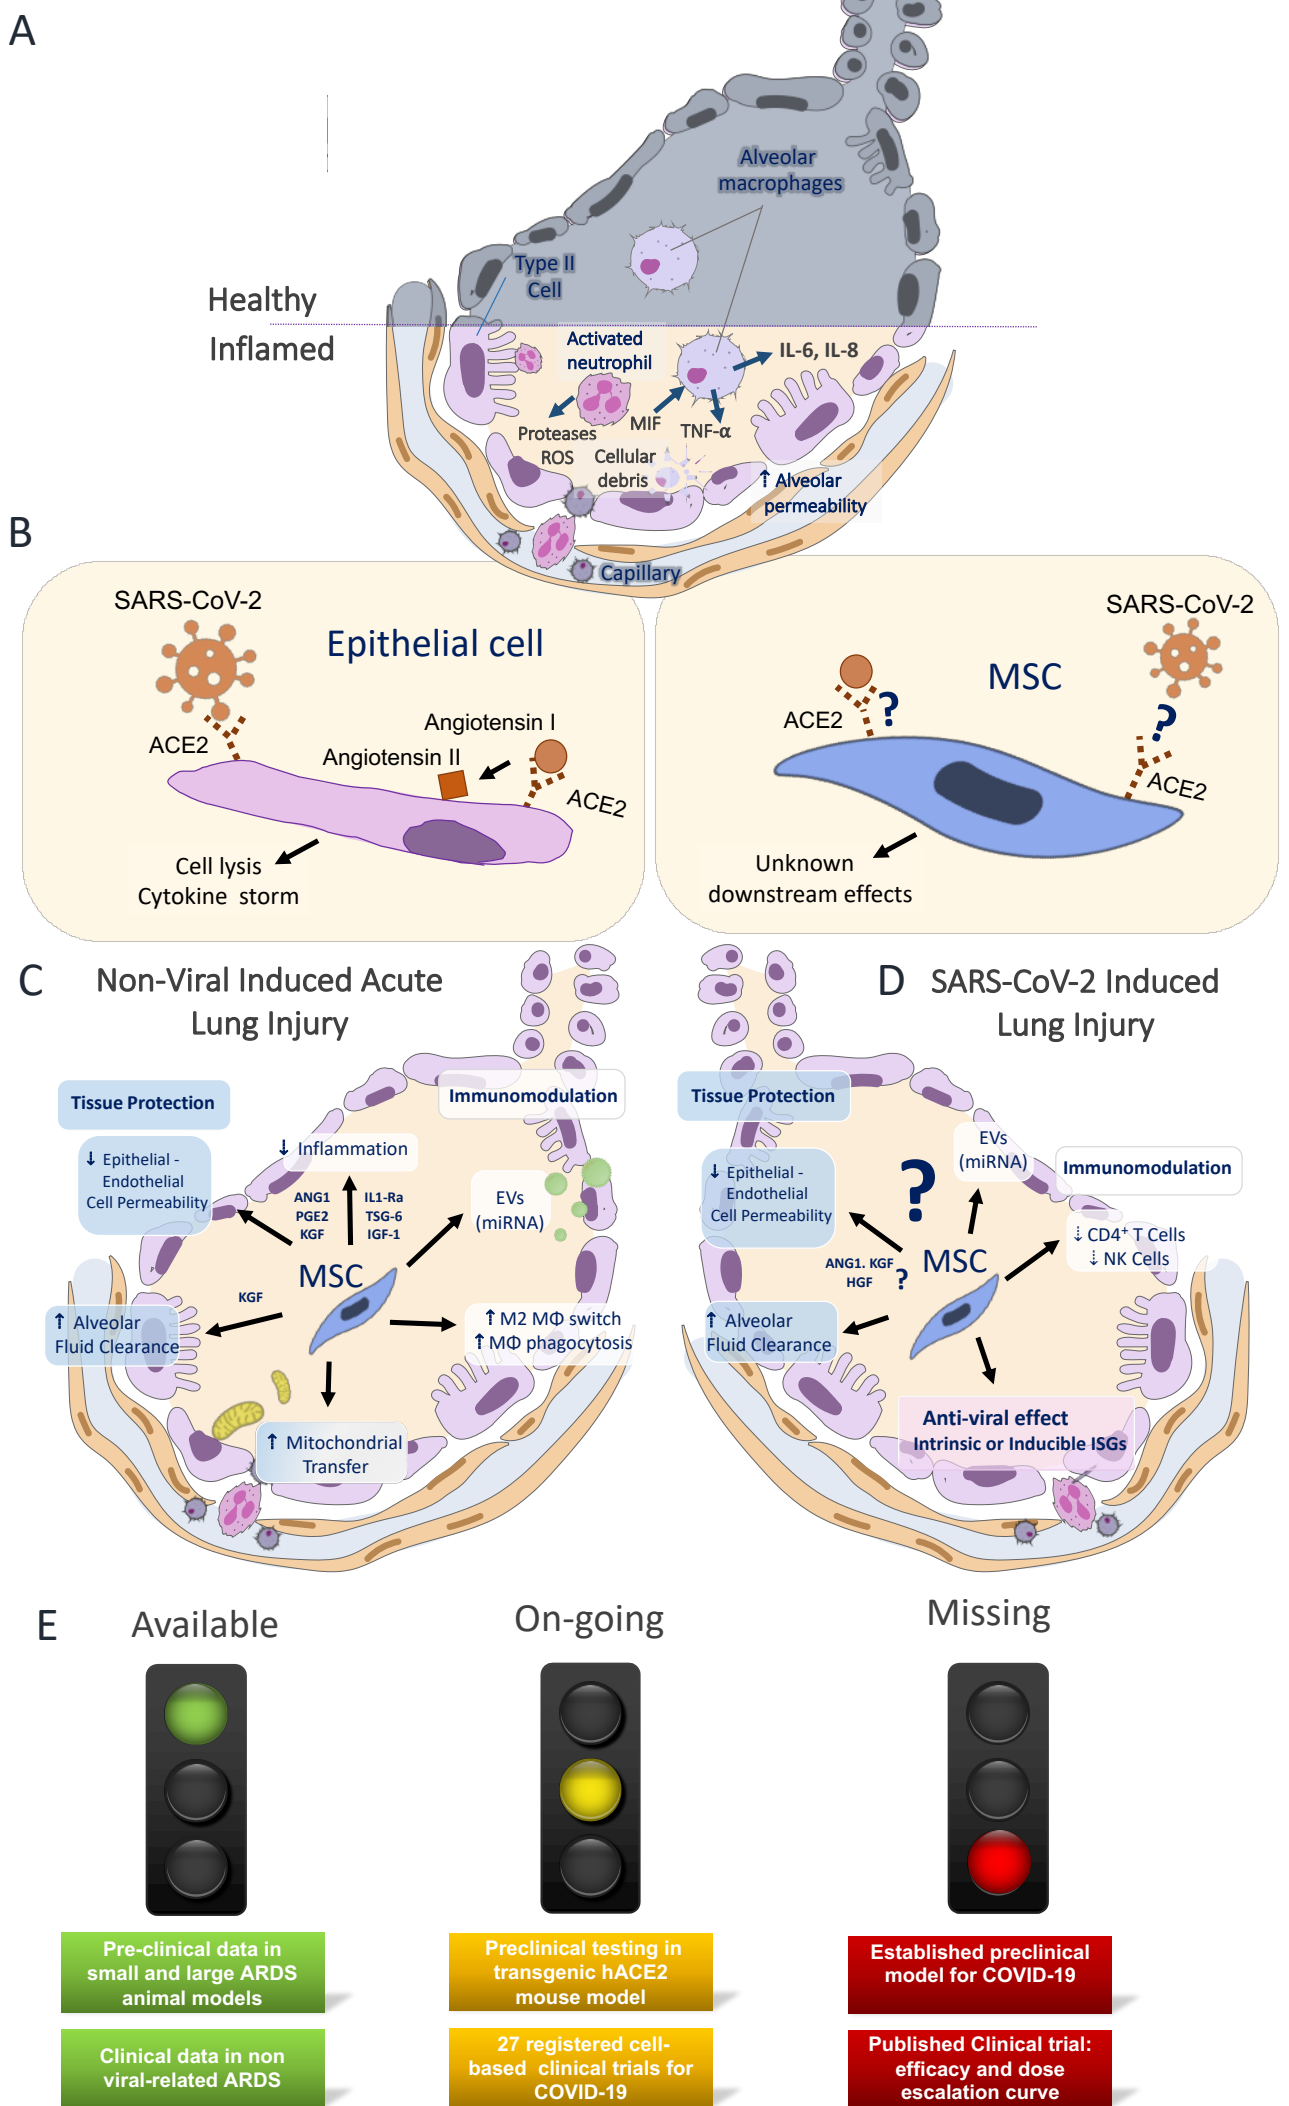 A
Alveolar
macrophages
Type II
Cell
Healthy
Inflamed
Activated
neutrophil
IL-6, IL-8
MIF
TNF-α
Proteases
ROS
Cellular
debris
↑ Alveolar
permeability
Capillary
B
SARS-CoV-2
Epithelial cell
ACE2
Angiotensin I
Angiotensin II
ACE2
Cell lysis
Cytokine storm
SARS-CoV-2
MSC
ACE2
?
?
ACE2
Unknown
downstream effects
C
Non-Viral Induced Acute
Lung Injury
Tissue Protection
Immunomodulation
↓ Inflammation
↓ Epithelial -
Endothelial
Cell Permeability
ANG1
PGE2
KGF
IL1-Ra
TSG-6
IGF-1
EVs
(miRNA)
MSC
KGF
↑ Alveolar
Fluid Clearance
↑ M2 MΦ switch
↑ MΦ phagocytosis
↑ Mitochondrial
Transfer
D
SARS-CoV-2 Induced
Lung Injury
Tissue Protection
EVs
(miRNA)
Immunomodulation
↓ Epithelial -
Endothelial
Cell Permeability
?
↓ CD4⁺ T Cells
↓ NK Cells
MSC
ANG1. KGF
HGF
?
↑ Alveolar
Fluid Clearance
Anti-viral effect
Intrinsic or Inducible ISGs
E
Available
On-going
Missing
Pre-clinical data in
small and large ARDS
animal models
Clinical data in non
viral-related ARDS
Preclinical testing in
transgenic hACE2
mouse model
27 registered cell-
based clinical trials for
COVID-19
Established preclinical
model for COVID-19
Published Clinical trial:
efficacy and dose
escalation curve